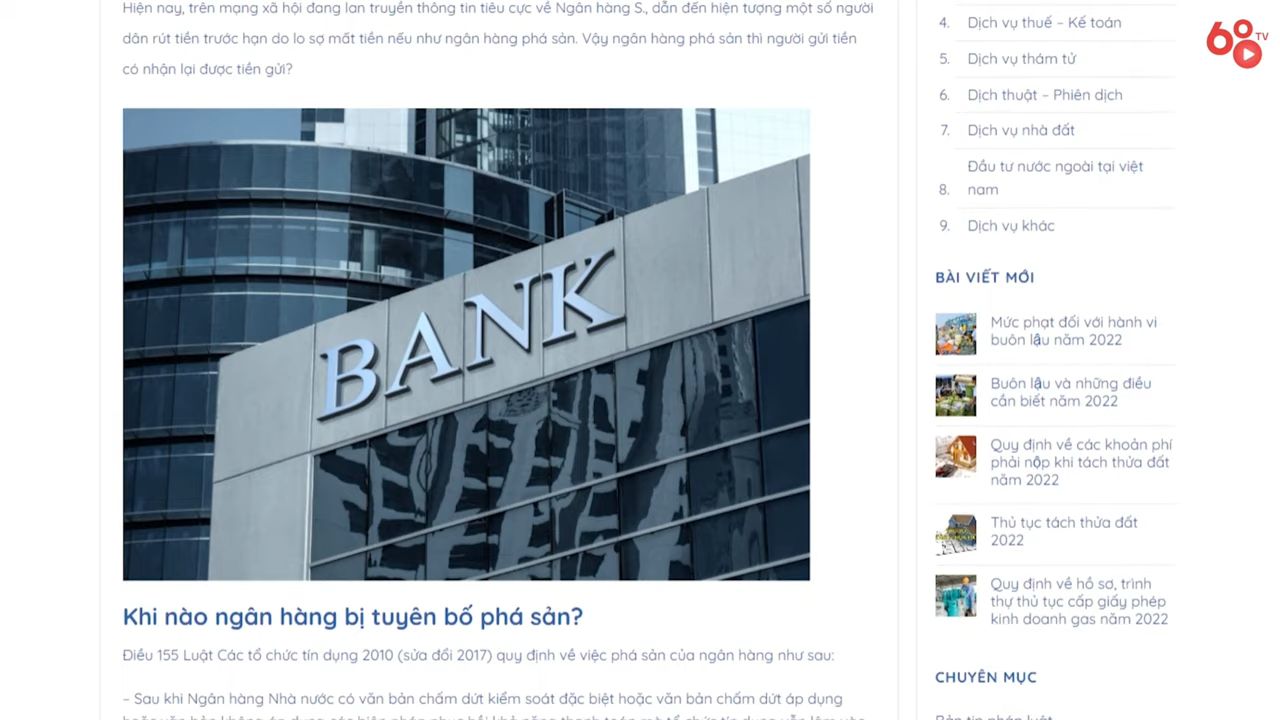 Hiện nay, trên mạng xã hội đang lan truyền thông tin tiêu cực về Ngân hàng S., dẫn đến hiện tượng một số người
dân rút tiền trước hạn do lo sợ mất tiền nếu như ngân hàng phá sản. Vậy ngân hàng phá sản thì người gửi tiền
có nhận lại được tiền gửi?
BANK
Khi nào ngân hàng bị tuyên bố phá sản?
Điều 155 Luật Các tổ chức tín dụng 2010 (sửa đổi 2017) quy định về việc phá sản của ngân hàng như sau:
– Sau khi Ngân hàng Nhà nước có văn bản chấm dứt kiểm soát đặc biệt hoặc văn bản chấm dứt áp dụng
4. Dịch vụ thuế – Kế toán
5. Dịch vụ thám tử
6. Dịch thuật – Phiên dịch
7. Dịch vụ nhà đất
Đầu tư nước ngoài tại việt
8. nam
9. Dịch vụ khác
BÀI VIẾT MỚI
Mức phạt đối với hành vi
buôn lậu năm 2022
Buôn lậu và những điều
cần biết năm 2022
Quy định về các khoản phí
phải nộp khi tách thửa đất
năm 2022
Thủ tục tách thửa đất
2022
Quy định về hồ sơ, trình
thự thủ tục cấp giấy phép
kinh doanh gas năm 2022
CHUYÊN MỤC
60 TV